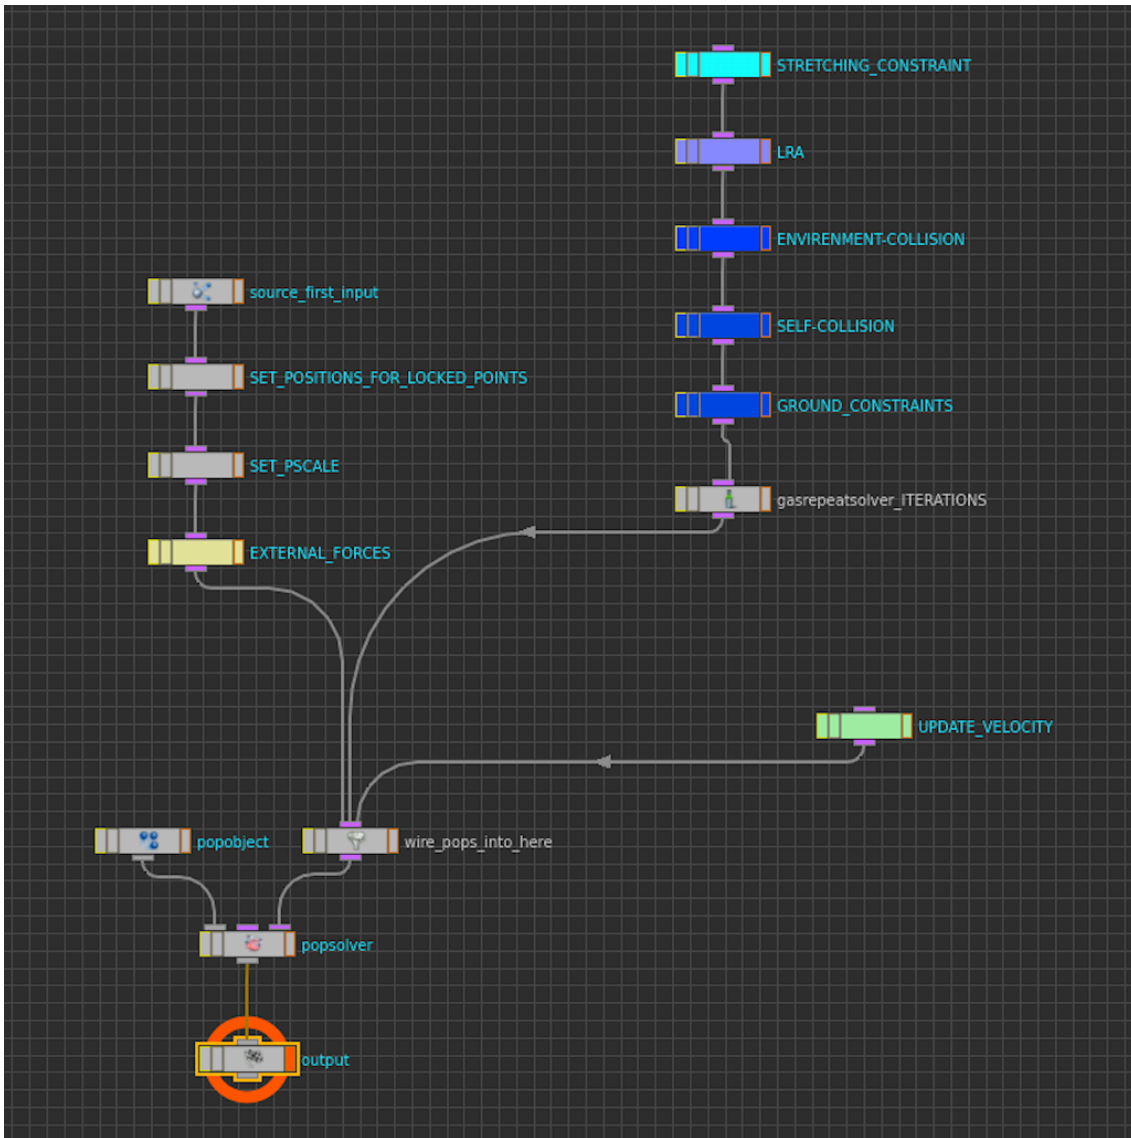 STRETCHING_CONSTRAINT
LRA
ENVIRENMENT-COLLISION
source_first_input
SELF-COLLISION
SET_POSITIONS_FOR_LOCKED_POINTS
GROUND_CONSTRAINTS
SET_PSCALE
gasrepeatsolver_ITERATIONS
EXTERNAL_FORCES
UPDATE_VELOCITY
popobject
wire_pops_into_here
popsolver
output